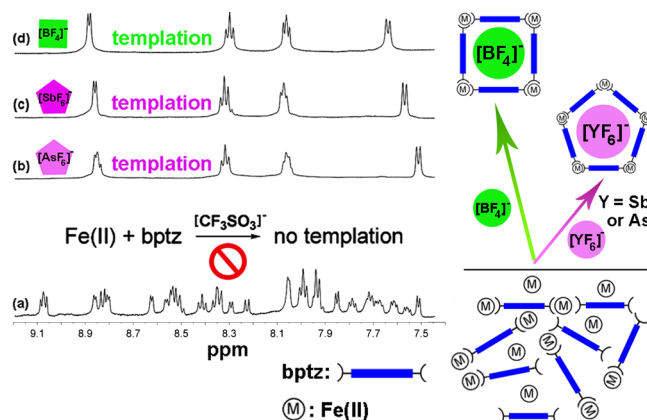 (d) [BF₄]⁻ templation
(c) [SbF₆]⁻ templation
(b) [AsF₆]⁻ templation
[CF₃SO₃]⁻
Fe(II) + bptz → no templation
(a)
9.1 8.9 8.7 8.5 8.3 8.1 7.9 7.7 7.5
ppm
bptz:
M : Fe(II)
M M
[BF₄]⁻
M M
M
M M
[YF₆]⁻
M M
[BF₄]⁻
[YF₆]⁻
Y = Sb
or As
M
M M M
M M M
M M M
M M
M